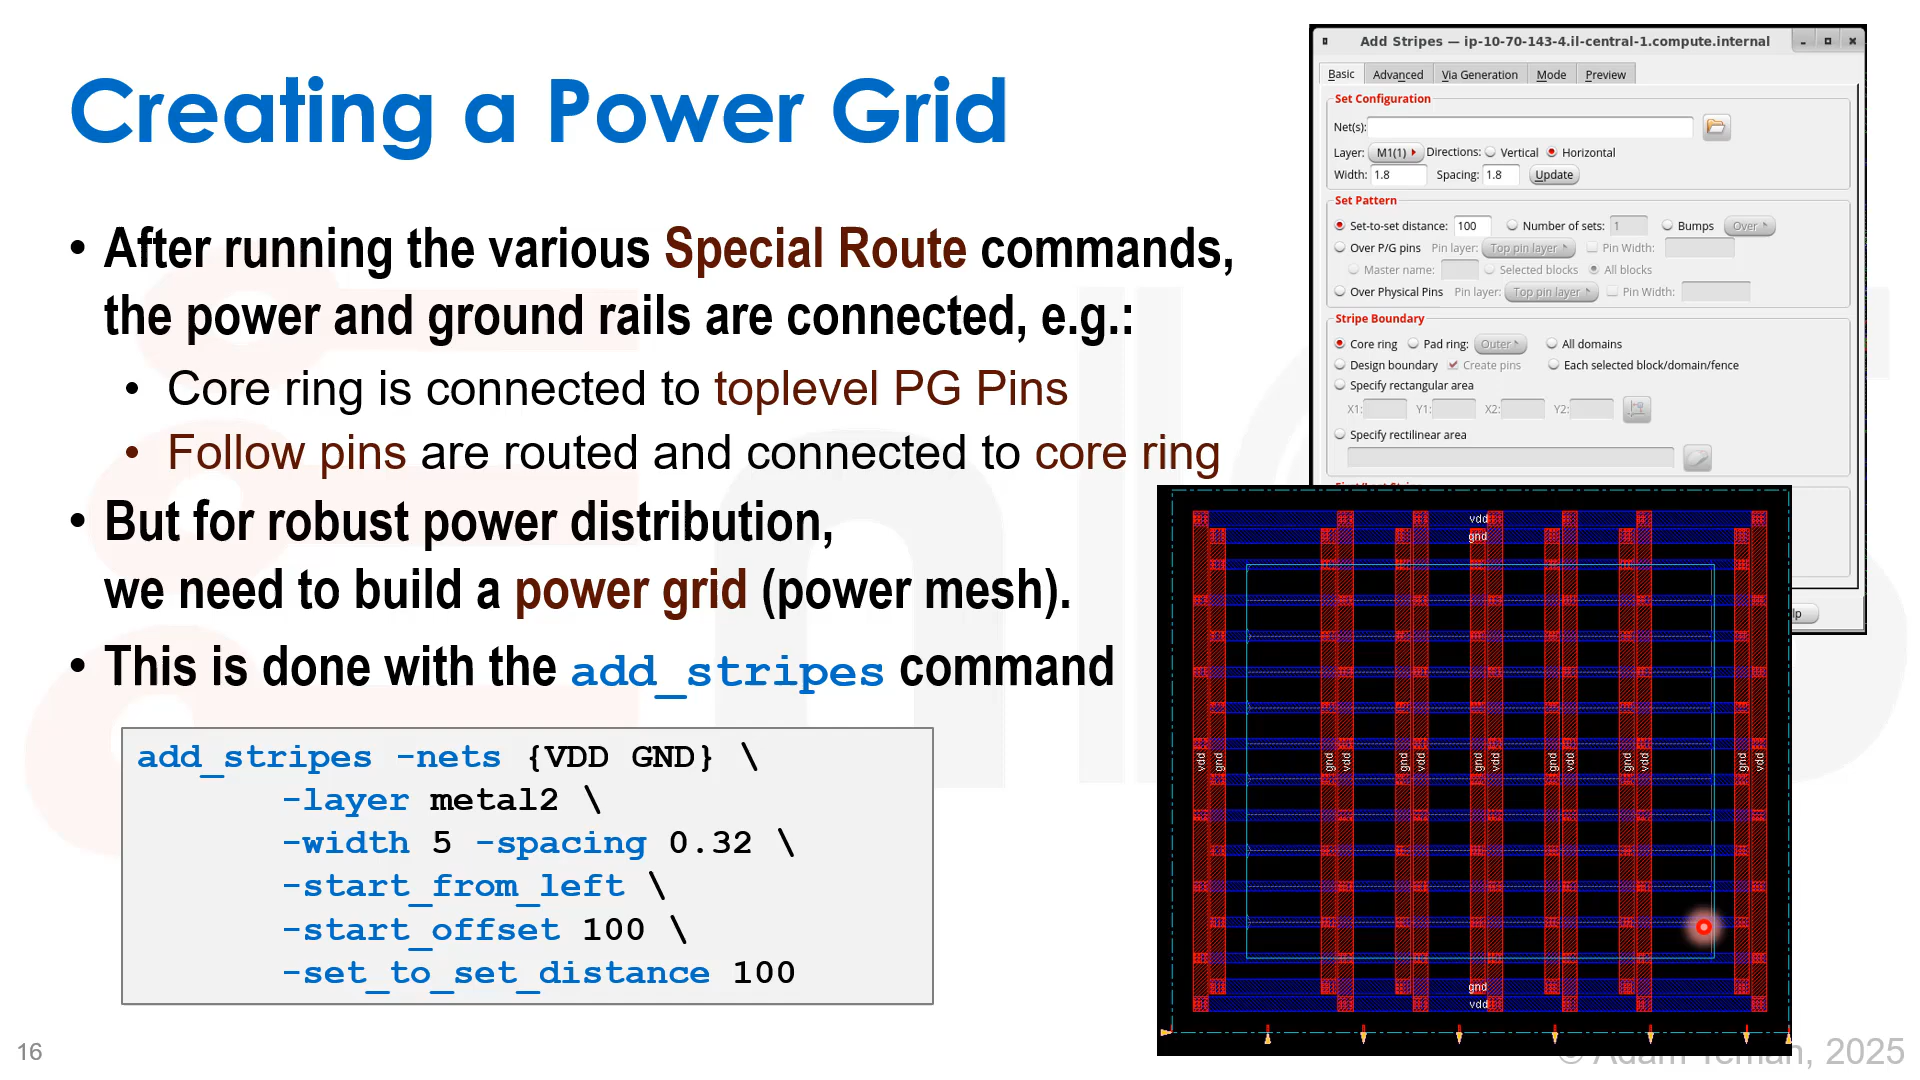 Creating a Power Grid
• After running the various Special Route commands,
the power and ground rails are connected, e.g.:
• Core ring is connected to toplevel PG Pins
• Follow pins are routed and connected to core ring
• But for robust power distribution,
we need to build a power grid (power mesh).
• This is done with the add_stripes command
add_stripes -nets {VDD GND} \
-layer metal2 \
-width 5 -spacing 0.32 \
-start_from_left \
-start_offset 100 \
-set_to_set_distance 100
Add Stripes — ip-10-70-143-4.il-central-1.compute.internal
Basic Advanced Via Generation Mode Preview
Set Configuration
Net(s):
Layer: M1(1) Directions: Vertical Horizontal
Width: 1.8 Spacing: 1.8 Update
Set Pattern
Set-to-set distance: 100 Number of sets: 1 Bumps Over
Over P/G pins Pin layer: Top pin layer Pin Width:
Master name: Selected blocks All blocks
Over Physical Pins Pin layer: Top pin layer Pin Width:
Stripe Boundary
Core ring Pad ring: Outer All domains
Design boundary Create pins Each selected block/domain/fence
Specify rectangular area
X1: Y1: X2: Y2:
Specify rectilinear area
vdd
gnd
vdd gnd gnd vdd gnd vdd gnd vdd gnd vdd gnd vdd gnd vdd
gnd
vdd
16
2025